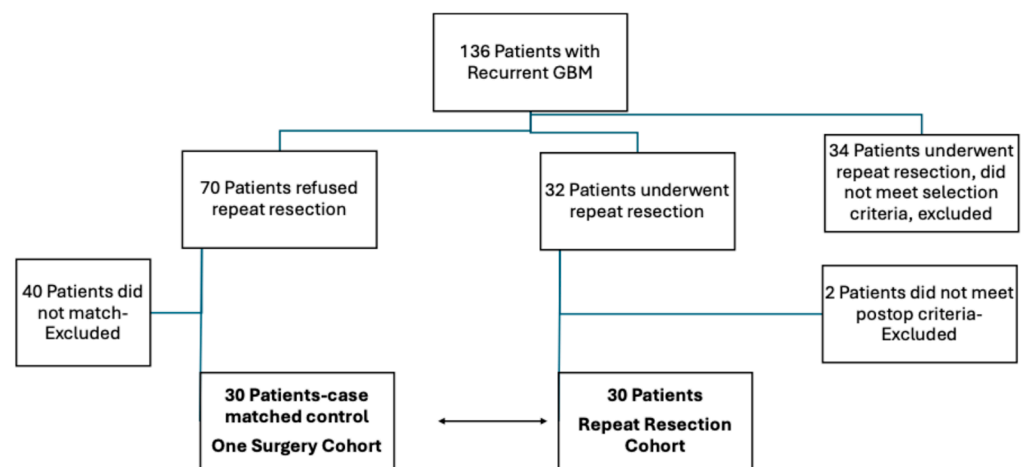 136 Patients with
Recurrent GBM
70 Patients refused
repeat resection
32 Patients underwent
repeat resection
34 Patients underwent
repeat resection, did
not meet selection
criteria, excluded
40 Patients did
not match-
Excluded
2 Patients did not meet
postop criteria-
Excluded
30 Patients-case
matched control
One Surgery Cohort
30 Patients
Repeat Resection
Cohort